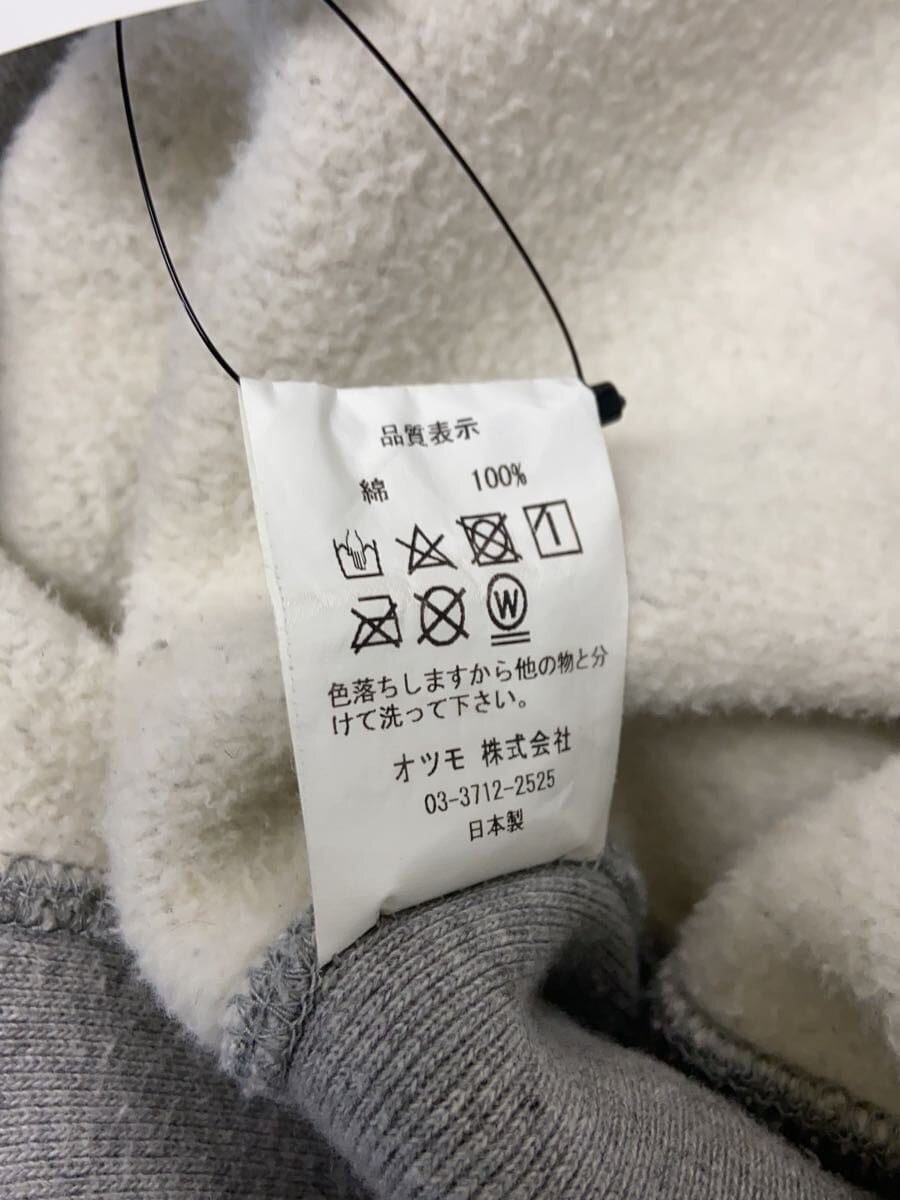 品質表示
綿 100%
W
色落ちしますから他の物と分
けて洗って下さい。
オツモ 株式会社
03-3712-2525
日本製